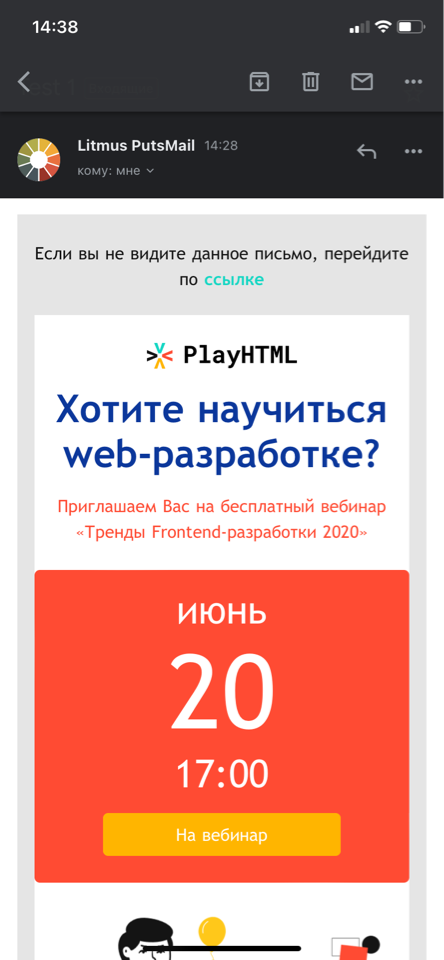 14:38
Litmus PutsMail 14:28
кому: мне
Если вы не видите данное письмо, перейдите
по ссылке
PlayHTML
Хотите научиться
web-разработке?
Приглашаем Вас на бесплатный вебинар
«Тренды Frontend-разработки 2020»
ИЮНЬ
20
17:00
На вебинар